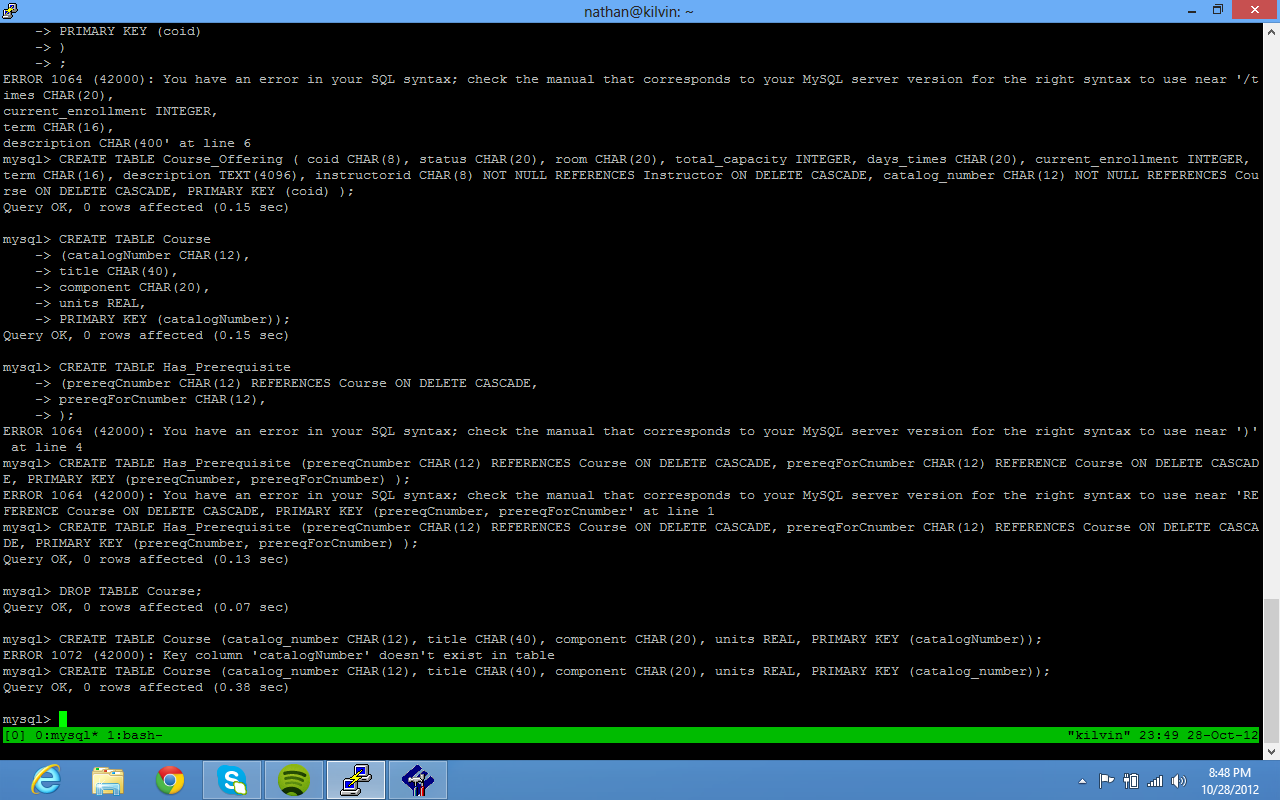 nathan@kilvin: ~
    -> PRIMARY KEY (coid)
    -> )
    -> ;
ERROR 1064 (42000): You have an error in your SQL syntax; check the manual that corresponds to your MySQL server version for the right syntax to use near '/t
imes CHAR(20),
current_enrollment INTEGER,
term CHAR(16),
description CHAR(400' at line 6
mysql> CREATE TABLE Course_Offering ( coid CHAR(8), status CHAR(20), room CHAR(20), total_capacity INTEGER, days_times CHAR(20), current_enrollment INTEGER,
term CHAR(16), description TEXT(4096), instructorid CHAR(8) NOT NULL REFERENCES Instructor ON DELETE CASCADE, catalog_number CHAR(12) NOT NULL REFERENCES Cou
rse ON DELETE CASCADE, PRIMARY KEY (coid) );
Query OK, 0 rows affected (0.15 sec)
mysql> CREATE TABLE Course
    -> (catalogNumber CHAR(12),
    -> title CHAR(40),
    -> component CHAR(20),
    -> units REAL,
    -> PRIMARY KEY (catalogNumber));
Query OK, 0 rows affected (0.15 sec)
mysql> CREATE TABLE Has_Prerequisite
    -> (prereqCnumber CHAR(12) REFERENCES Course ON DELETE CASCADE,
    -> prereqForCnumber CHAR(12),
    -> );
ERROR 1064 (42000): You have an error in your SQL syntax; check the manual that corresponds to your MySQL server version for the right syntax to use near ')'
 at line 4
mysql> CREATE TABLE Has_Prerequisite (prereqCnumber CHAR(12) REFERENCES Course ON DELETE CASCADE, prereqForCnumber CHAR(12) REFERENCE Course ON DELETE CASCAD
E, PRIMARY KEY (prereqCnumber, prereqForCnumber) );
ERROR 1064 (42000): You have an error in your SQL syntax; check the manual that corresponds to your MySQL server version for the right syntax to use near 'RE
FERENCE Course ON DELETE CASCADE, PRIMARY KEY (prereqCnumber, prereqForCnumber' at line 1
mysql> CREATE TABLE Has_Prerequisite (prereqCnumber CHAR(12) REFERENCES Course ON DELETE CASCADE, prereqForCnumber CHAR(12) REFERENCES Course ON DELETE CASCA
DE, PRIMARY KEY (prereqCnumber, prereqForCnumber) );
Query OK, 0 rows affected (0.13 sec)
mysql> DROP TABLE Course;
Query OK, 0 rows affected (0.07 sec)
mysql> CREATE TABLE Course (catalog_number CHAR(12), title CHAR(40), component CHAR(20), units REAL, PRIMARY KEY (catalogNumber));
ERROR 1072 (42000): Key column 'catalogNumber' doesn't exist in table
mysql> CREATE TABLE Course (catalog_number CHAR(12), title CHAR(40), component CHAR(20), units REAL, PRIMARY KEY (catalog_number));
Query OK, 0 rows affected (0.38 sec)
mysql>
[0] 0:mysql* 1:bash- "kilvin" 23:49 28-Oct-12
8:48 PM
10/28/2012